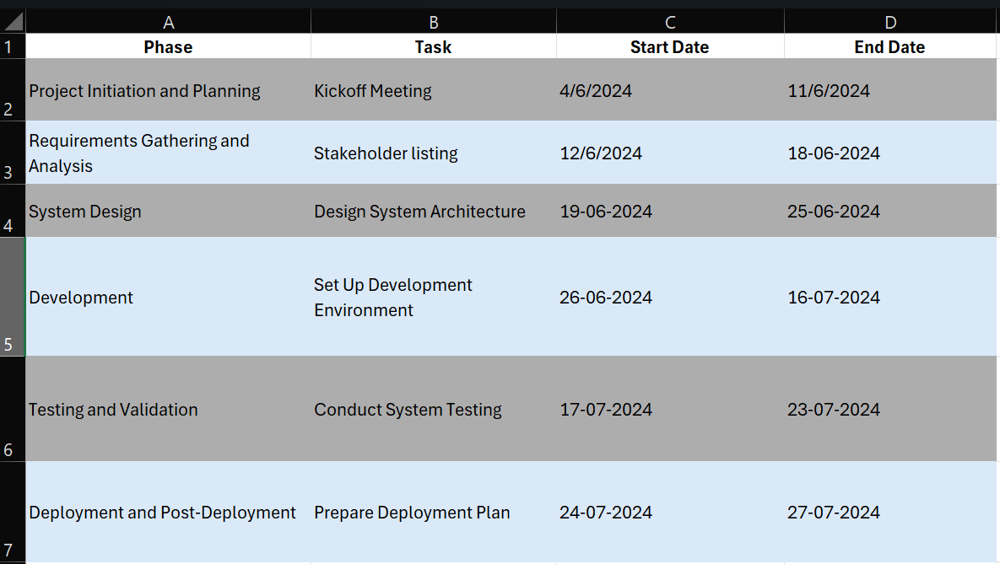 A B C D
1 Phase Task Start Date End Date
2 Project Initiation and Planning Kickoff Meeting 4/6/2024 11/6/2024
Requirements Gathering and
3 Analysis Stakeholder listing 12/6/2024 18-06-2024
4 System Design Design System Architecture 19-06-2024 25-06-2024
Set Up Development
5 Development Environment 26-06-2024 16-07-2024
6 Testing and Validation Conduct System Testing 17-07-2024 23-07-2024
7 Deployment and Post-Deployment Prepare Deployment Plan 24-07-2024 27-07-2024